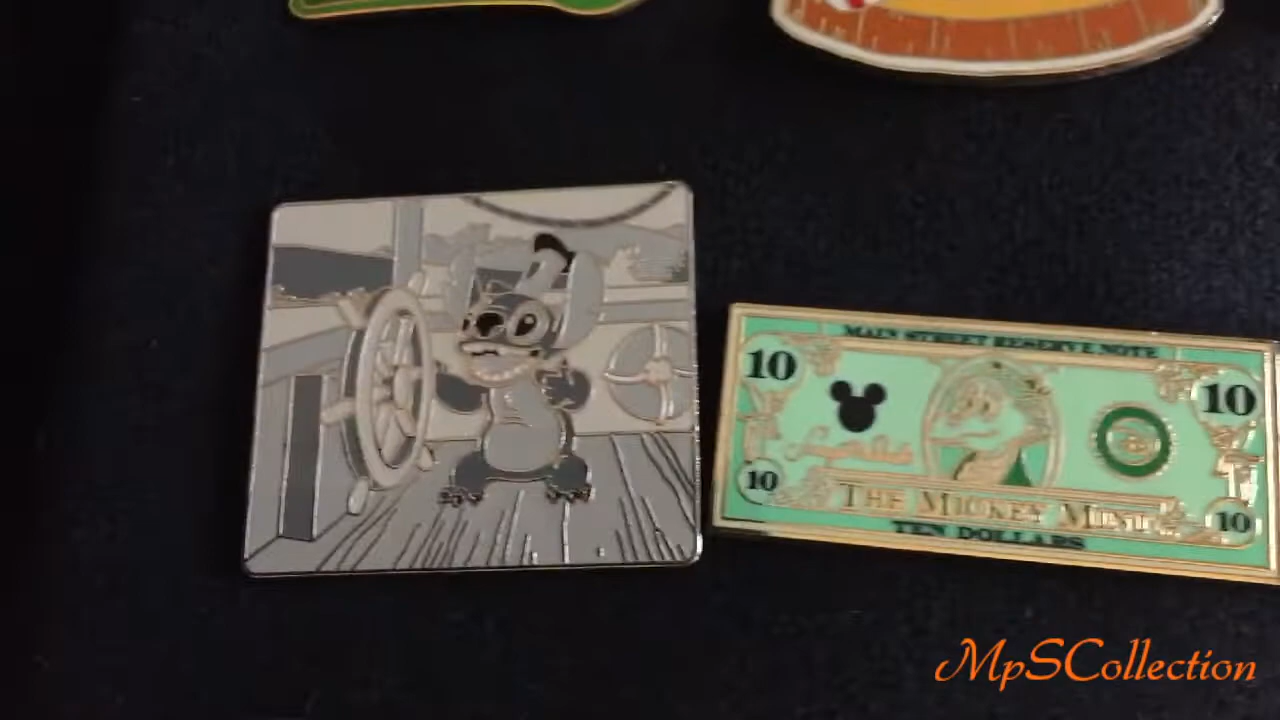 MAIN STREET RESERVE NOTE
10
10
10
THE MICKEY MINT
10
TEN DOLLARS
MpSCollection